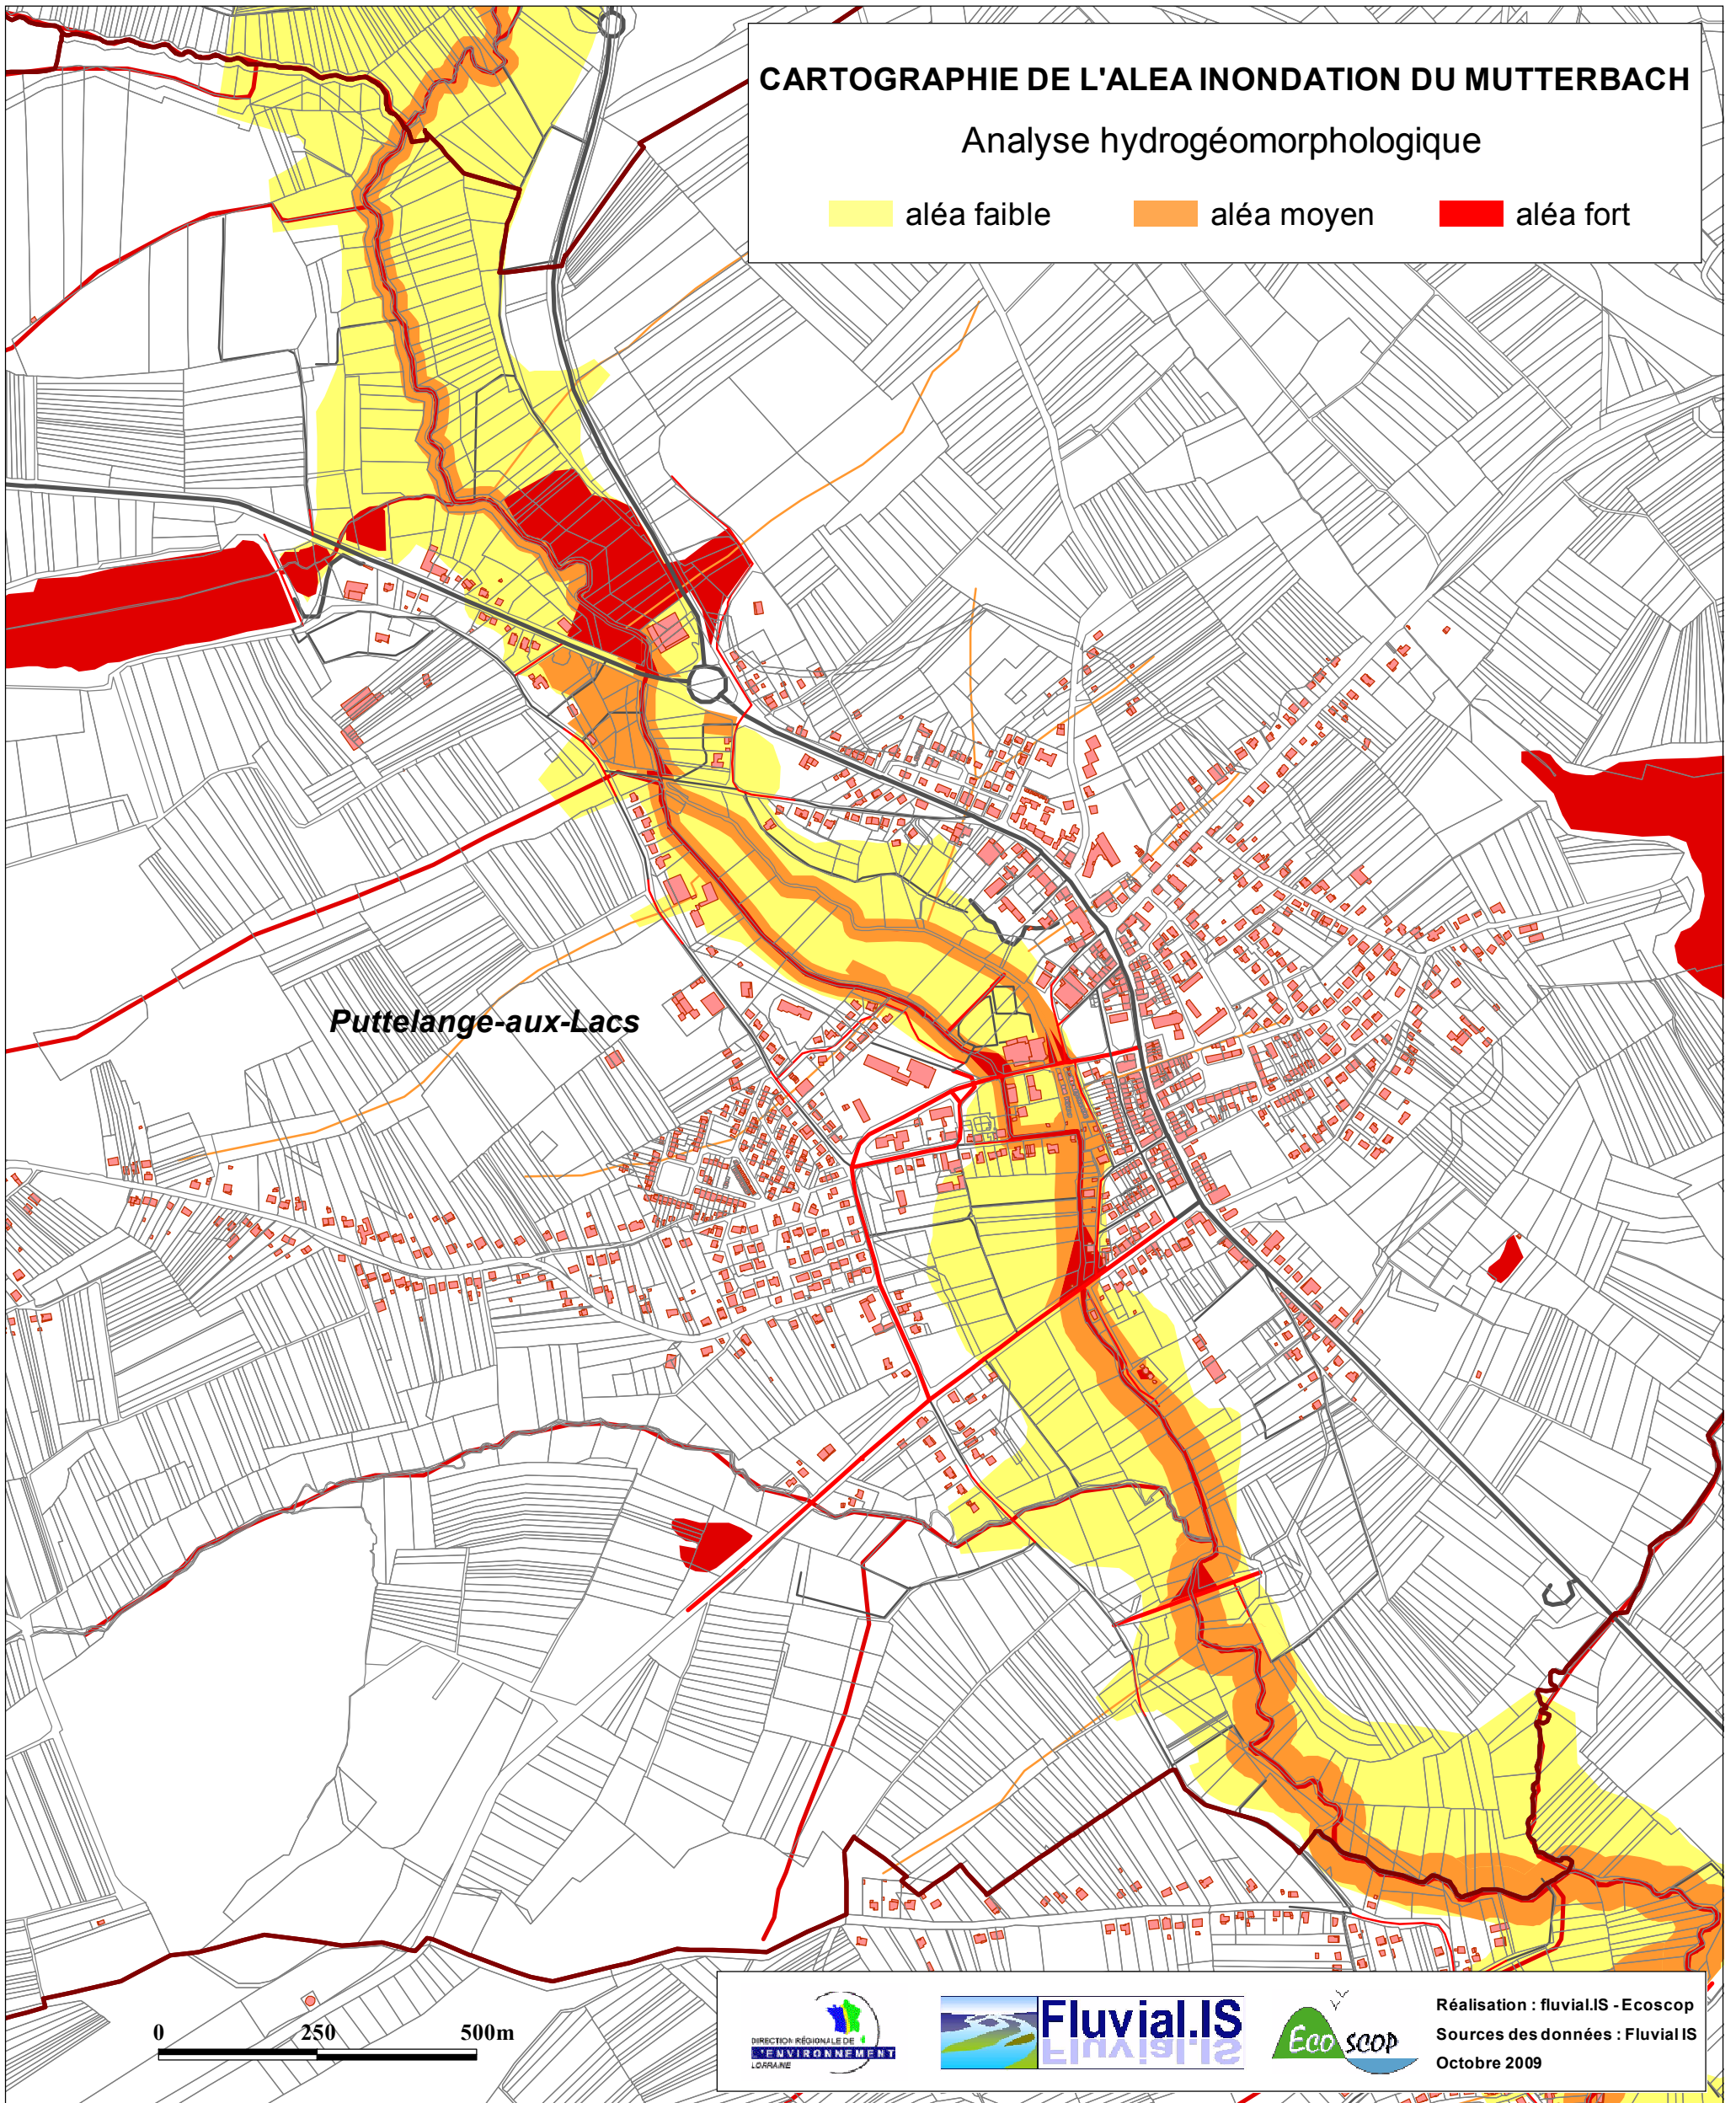 CARTOGRAPHIE DE L'ALEA INONDATION DU MUTTERBACH
Analyse hydrogéomorphologique
aléa faible
aléa moyen
aléa fort
Puttelange-aux-Lacs
0 250 500m
DIRECTION RÉGIONALE DE
L'ENVIRONNEMENT
LORRAINE
Fluvial.IS
Eco SCOP
Réalisation : fluvial.IS - Ecoscop
Sources des données : Fluvial IS
Octobre 2009